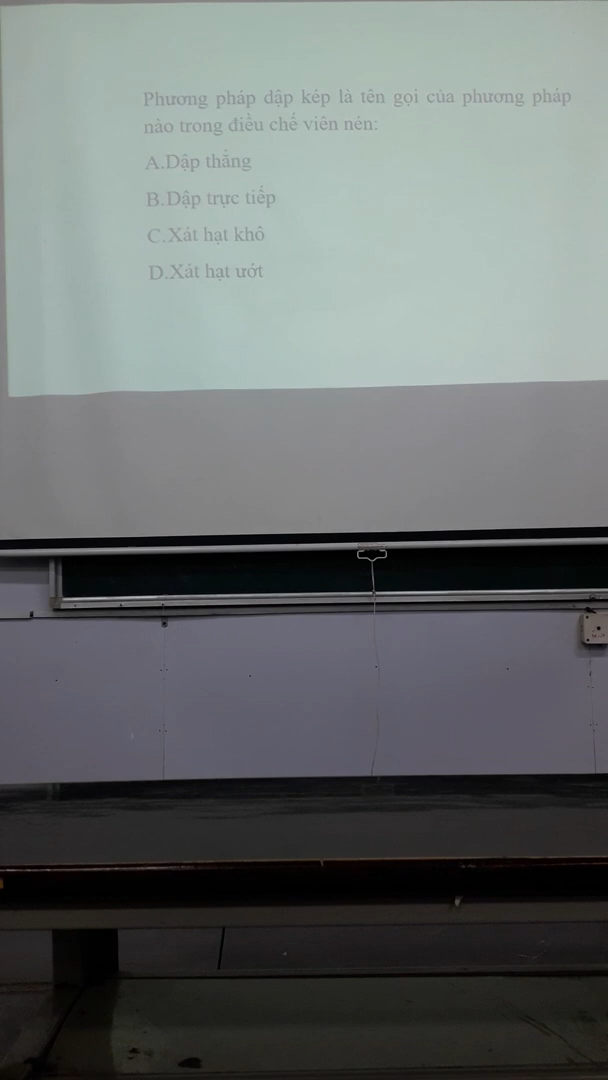 Phương pháp dập kép là tên gọi của phương pháp
nào trong điều chế viên nén:
A.Dập thẳng
B.Dập trực tiếp
C.Xát hạt khô
D.Xát hạt ướt